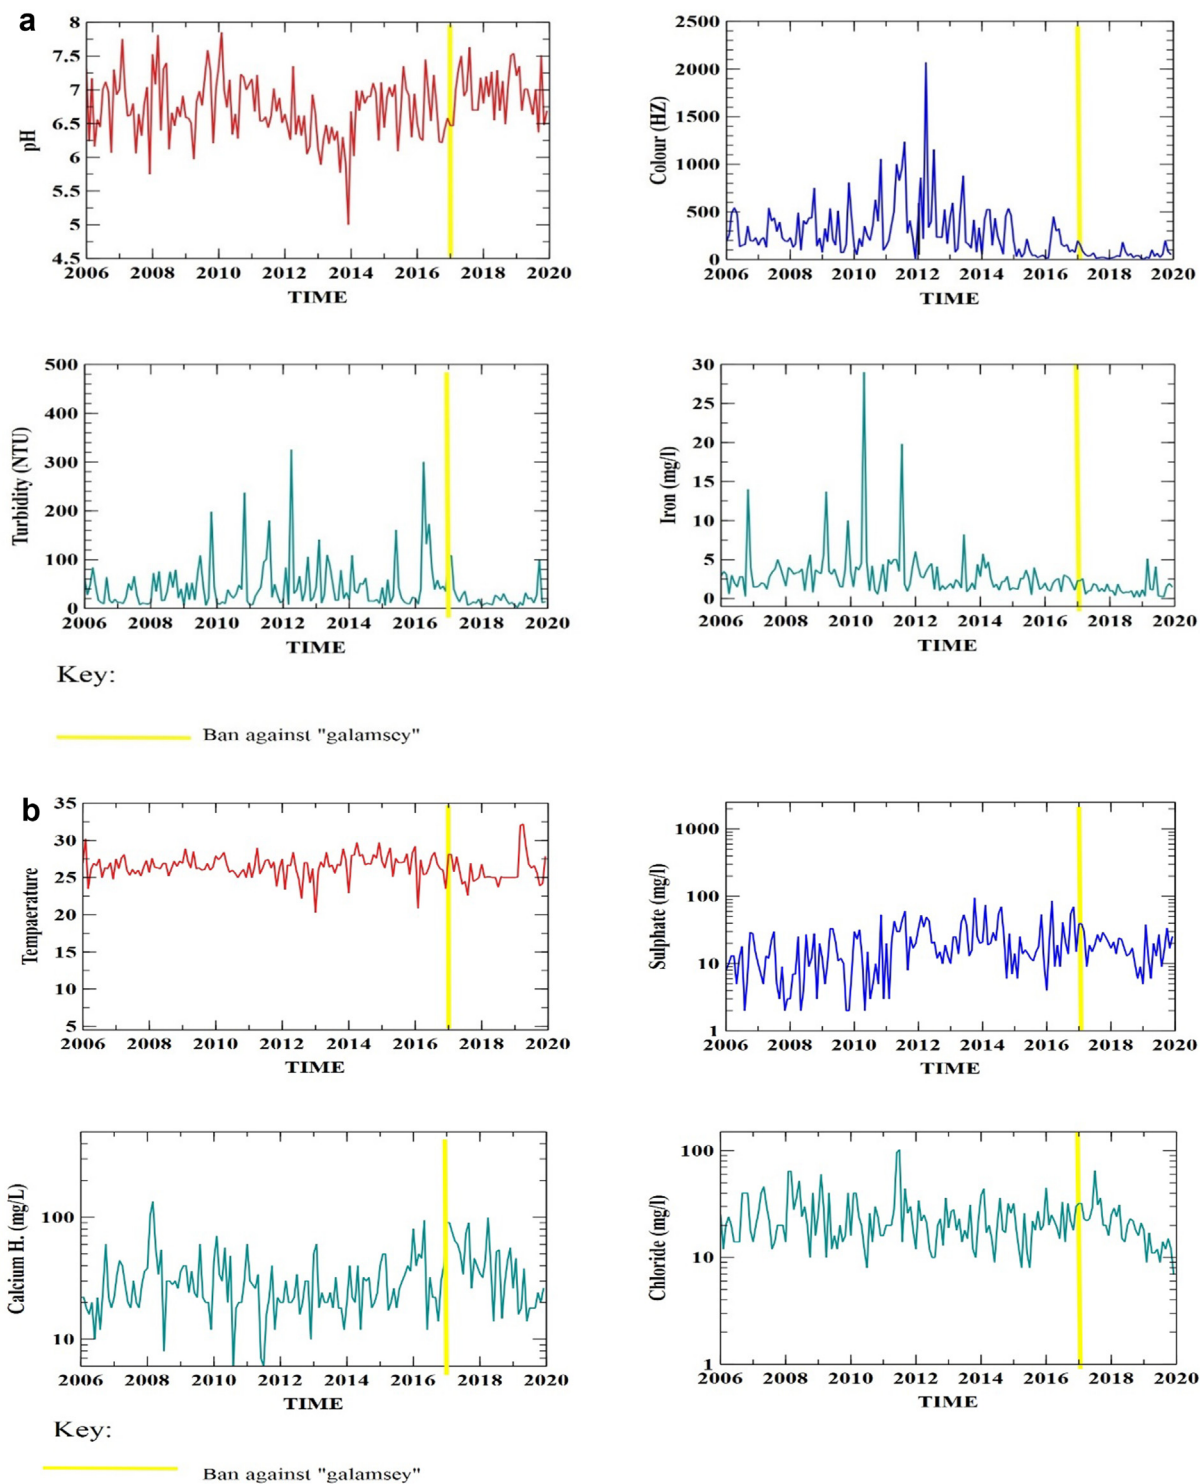 a
8
7.5
7
6.5
6
5.5
5
4.5
pH
2006 2008 2010 2012 2014 2016 2018 2020
TIME
2500
2000
1500
1000
500
0
Colour (HZ)
2006 2008 2010 2012 2014 2016 2018 2020
TIME
500
400
300
200
100
0
Turbidity (NTU)
2006 2008 2010 2012 2014 2016 2018 2020
TIME
30
25
20
15
10
5
0
Iron (mg/l)
2006 2008 2010 2012 2014 2016 2018 2020
TIME
Key:
Ban against "galamsey"
b
35
30
25
20
15
10
5
Tempaerature
2006 2008 2010 2012 2014 2016 2018 2020
TIME
1000
100
10
1
Sulphate (mg/l)
2006 2008 2010 2012 2014 2016 2018 2020
TIME
100
10
Calcium H. (mg/L)
2006 2008 2010 2012 2014 2016 2018 2020
TIME
100
10
1
Chloride (mg/l)
2006 2008 2010 2012 2014 2016 2018 2020
TIME
Key:
Ban against "galamsey"